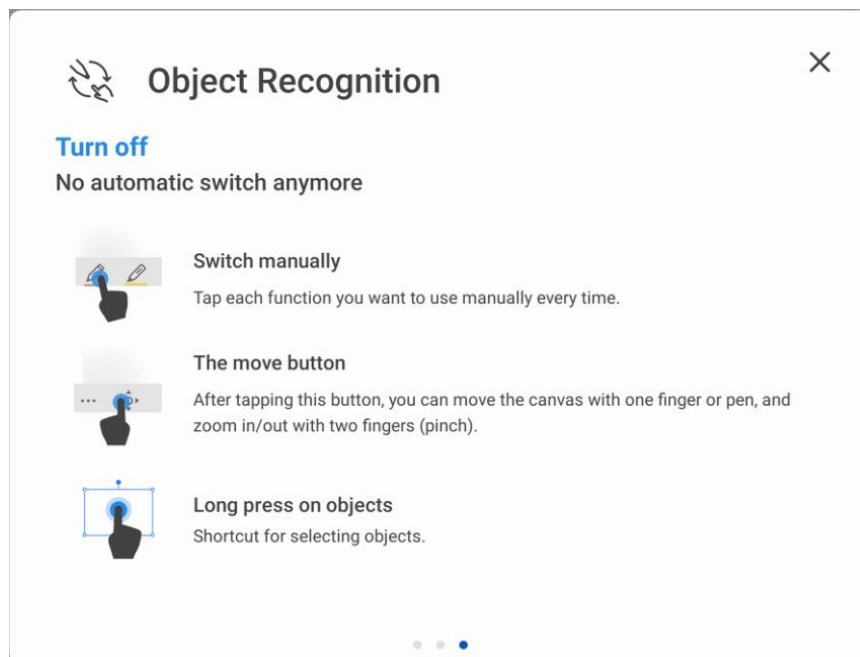 Object Recognition
Turn off
No automatic switch anymore
Switch manually
Tap each function you want to use manually every time.
The move button
After tapping this button, you can move the canvas with one finger or pen, and
zoom in/out with two fingers (pinch).
Long press on objects
Shortcut for selecting objects.